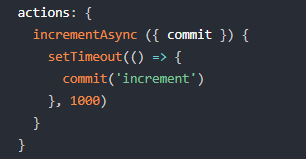 actions: {
  incrementAsync ({ commit }) {
    setTimeout(() => {
      commit('increment')
    }, 1000)
  }
}